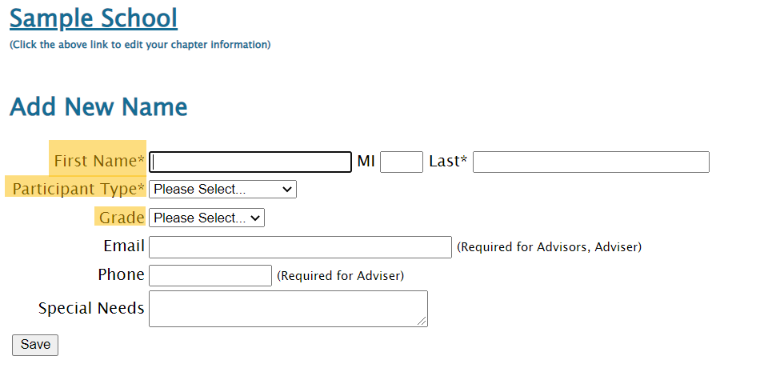 Sample School
(Click the above link to edit your chapter information)
Add New Name
First Name* MI Last*
Participant Type* Please Select...
Grade Please Select...
Email (Required for Advisors, Adviser)
Phone (Required for Adviser)
Special Needs
Save